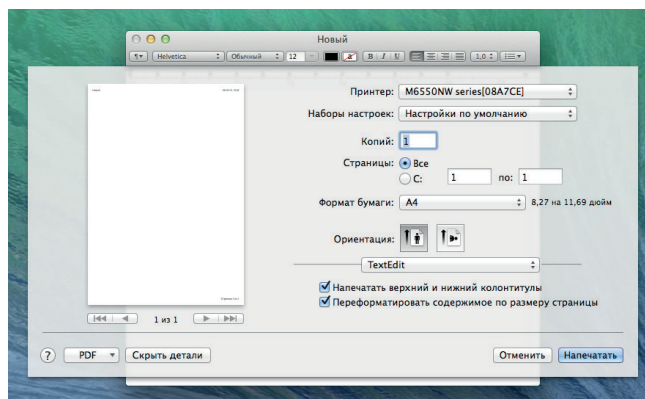 Новый
Helvetica Обычный 12 a B I U 1,0
Принтер: M6550NW series[08A7CE]
Наборы настроек: Настройки по умолчанию
Копий: 1
Страницы: Все
С: 1 по: 1
Формат бумаги: A4 8,27 на 11,69 дюйм
Ориентация:
TextEdit
Напечатать верхний и нижний колонтитулы
Переформатировать содержимое по размеру страницы
1 из 1
? PDF Скрыть детали Отменить Напечатать